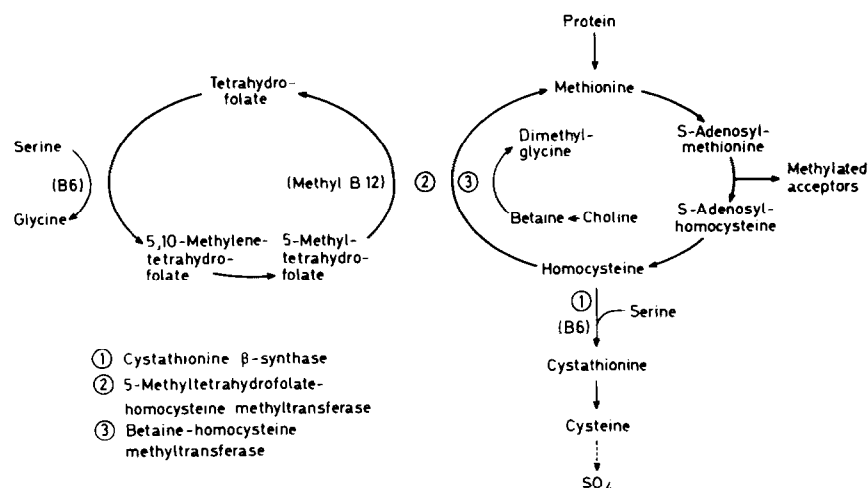 Protein
Tetrahydro-
folate
Methionine
Serine
(B6)
Glycine
(Methyl B12)
②
③
Dimethyl-
glycine
Betaine
Choline
S-Adenosyl-
methionine
Methylated
acceptors
S-Adenosyl-
homocysteine
5,10-Methylene-
tetrahydro-
folate
5-Methyl-
tetrahydro-
folate
Homocysteine
①
(B6)
Serine
Cystathionine
Cysteine
SO4
① Cystathionine β-synthase
② 5-Methyltetrahydrofolate-
homocysteine methyltransferase
③ Betaine-homocysteine
methyltransferase